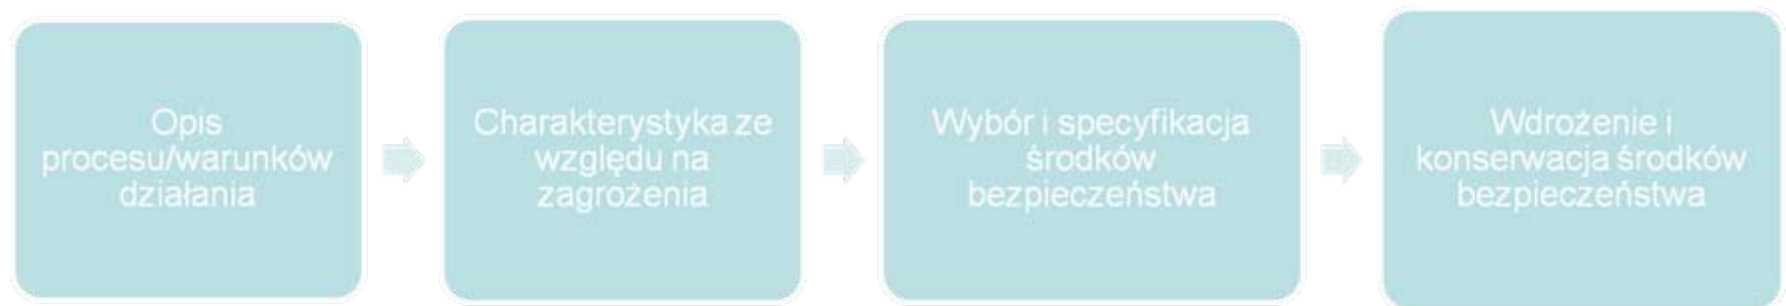 Opis
procesu/warunków
działania
Charakterystyka ze
względu na
zagrożenia
Wybór i specyfikacja
środków
bezpieczeństwa
Wdrożenie i
konserwacja środków
bezpieczeństwa